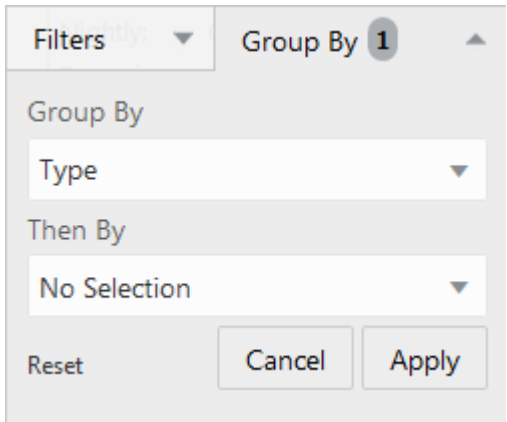 Filters Group By 1
Group By
Type
Then By
No Selection
Reset Cancel Apply